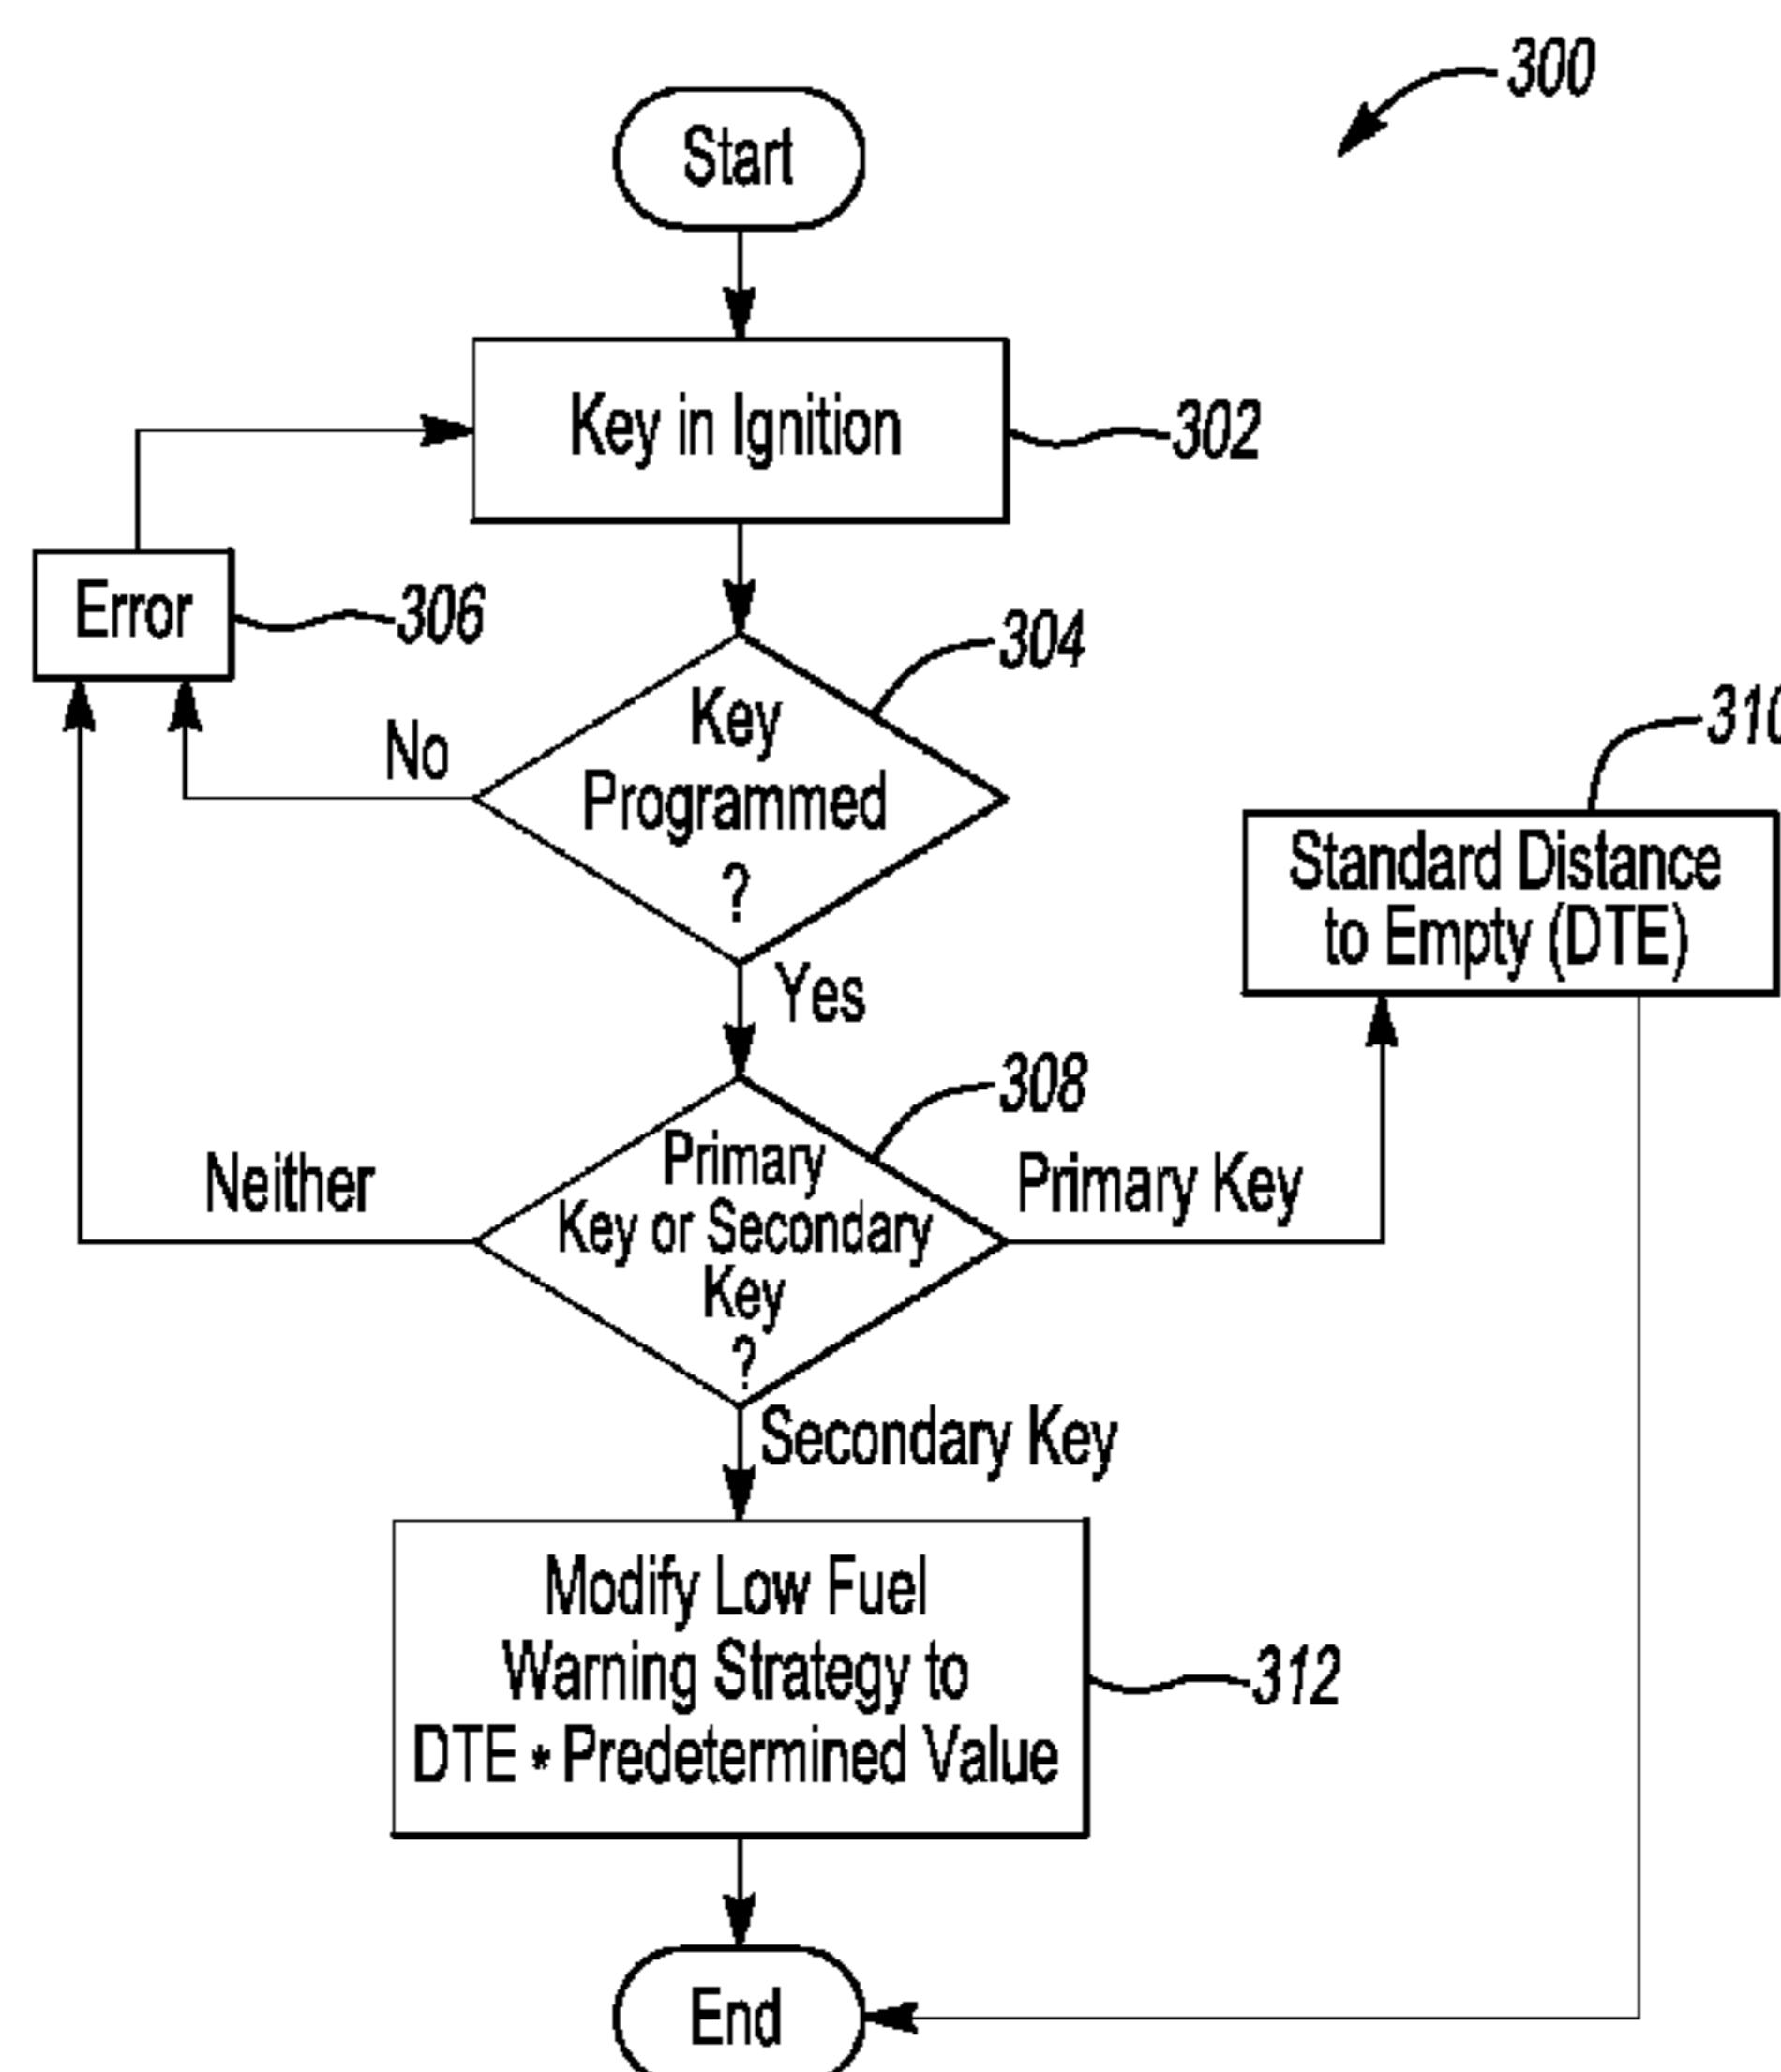 300
Start
Key in Ignition
302
Error
306
304
Key
Programmed
?
No
310
Standard Distance
to Empty (DTE)
Yes
308
Primary
Key or Secondary
Key
?
Neither
Primary Key
Secondary Key
Modify Low Fuel
Warning Strategy to
DTE * Predetermined Value
312
End